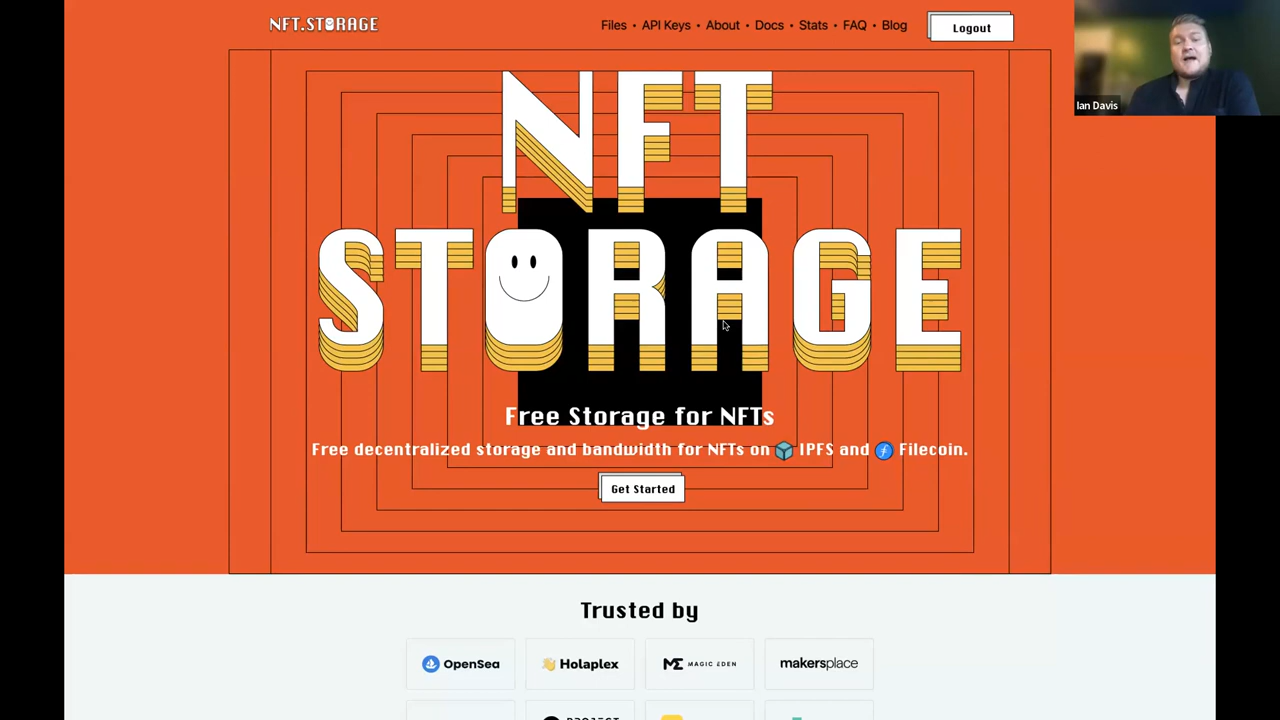 NFT.STORAGE
Files • API Keys • About • Docs • Stats • FAQ • Blog
Logout
Ian Davis
NFT
STORAGE
Free Storage for NFTs
Free decentralized storage and bandwidth for NFTs on IPFS and Filecoin.
Get Started
Trusted by
OpenSea
Holaplex
MAGIC EDEN
makersplace